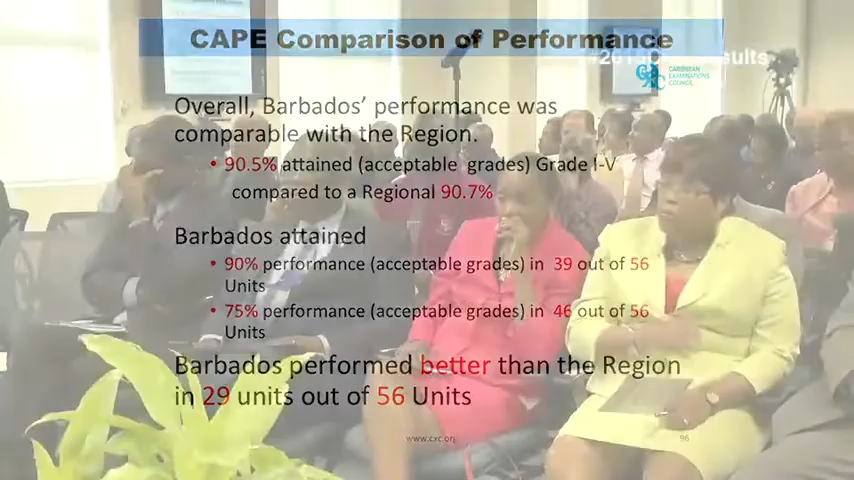 CAPE Comparison of Performance
CARIBBEAN
EXAMINATIONS
COUNCIL
Overall, Barbados' performance was
comparable with the Region.
• 90.5% attained (acceptable grades) Grade I-V
compared to a Regional 90.7%
Barbados attained
• 90% performance (acceptable grades) in 39 out of 56
Units
• 75% performance (acceptable grades) in 46 out of 56
Units
Barbados performed better than the Region
in 29 units out of 56 Units
www.cxc.org
96